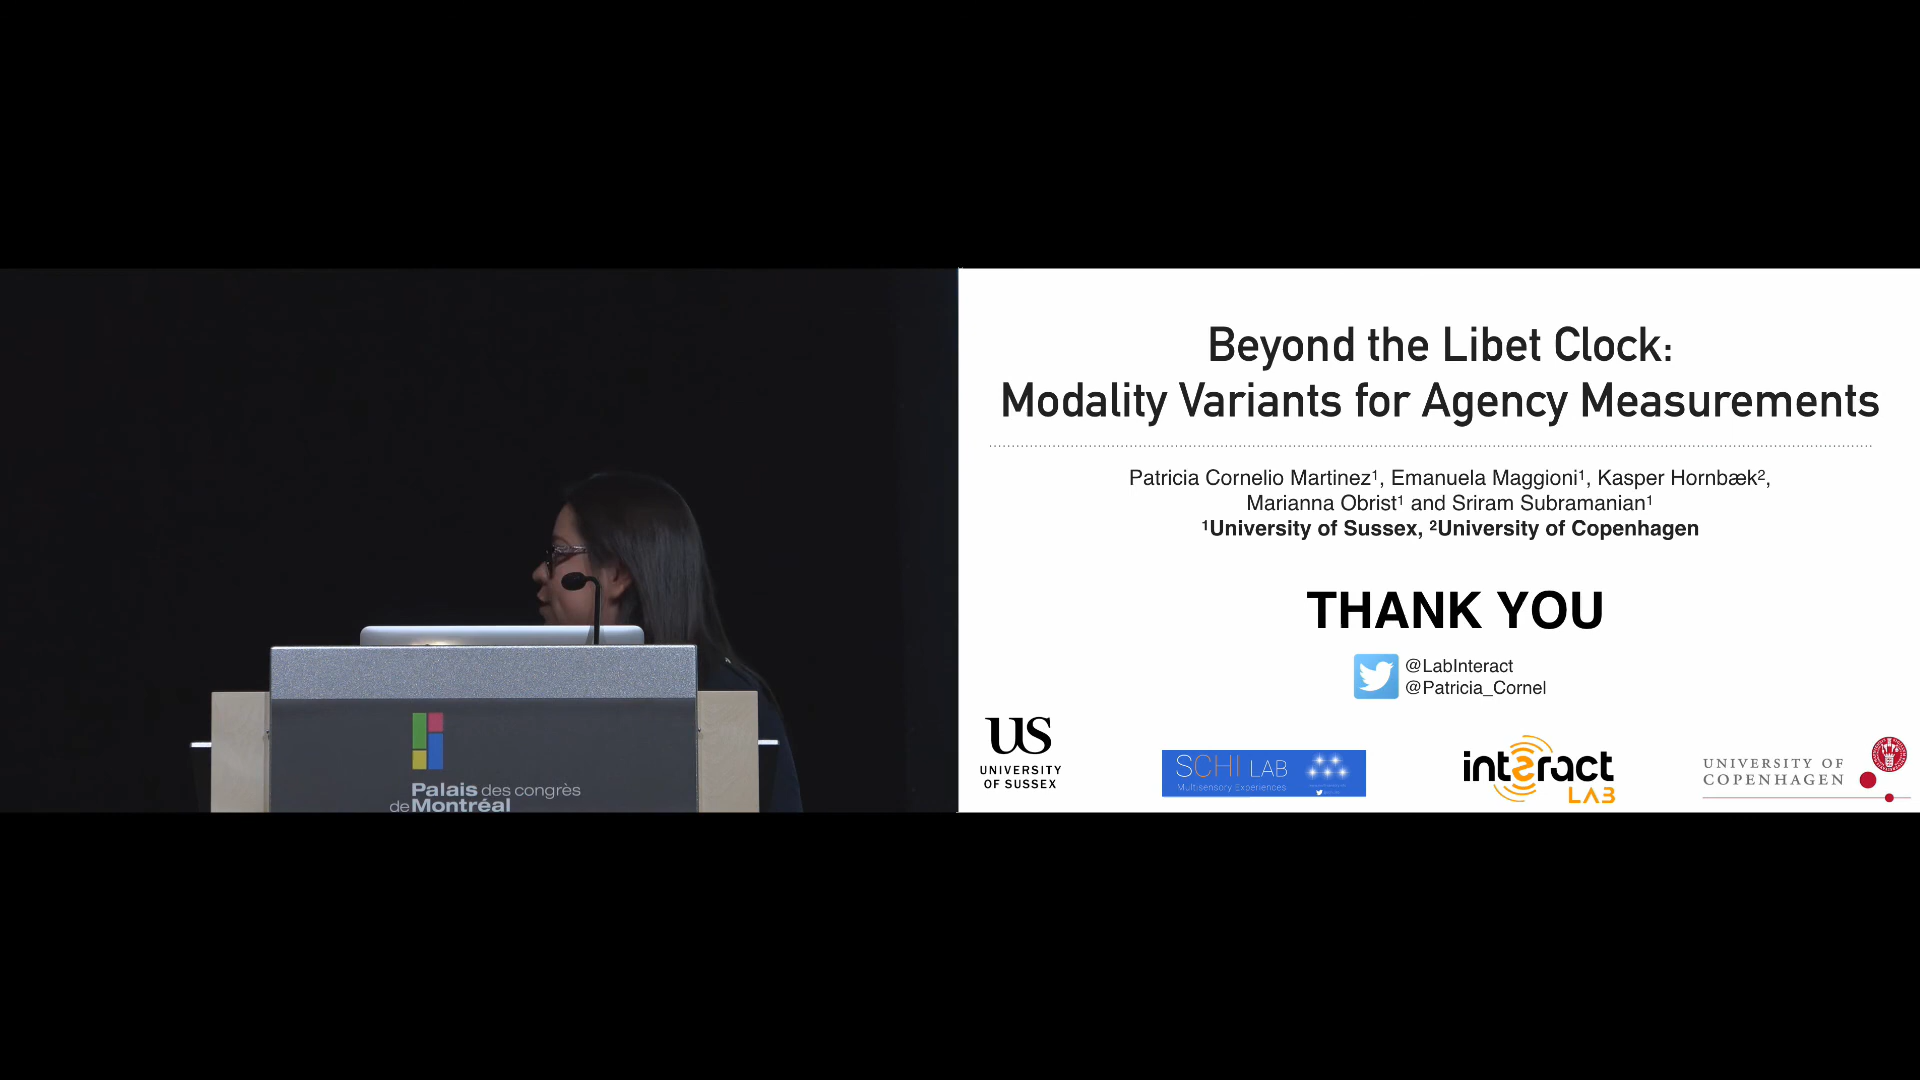 Beyond the Libet Clock:
Modality Variants for Agency Measurements
Patricia Cornelio Martinez¹, Emanuela Maggioni¹, Kasper Hornbæk²,
Marianna Obrist¹ and Sriram Subramanian¹
¹University of Sussex, ²University of Copenhagen
THANK YOU
@LabInteract
@Patricia_Cornel
US
UNIVERSITY
OF SUSSEX
SCHI LAB
Multisensory Experiences
interact
LAB
UNIVERSITY OF
COPENHAGEN
Palais des congrès
de Montréal